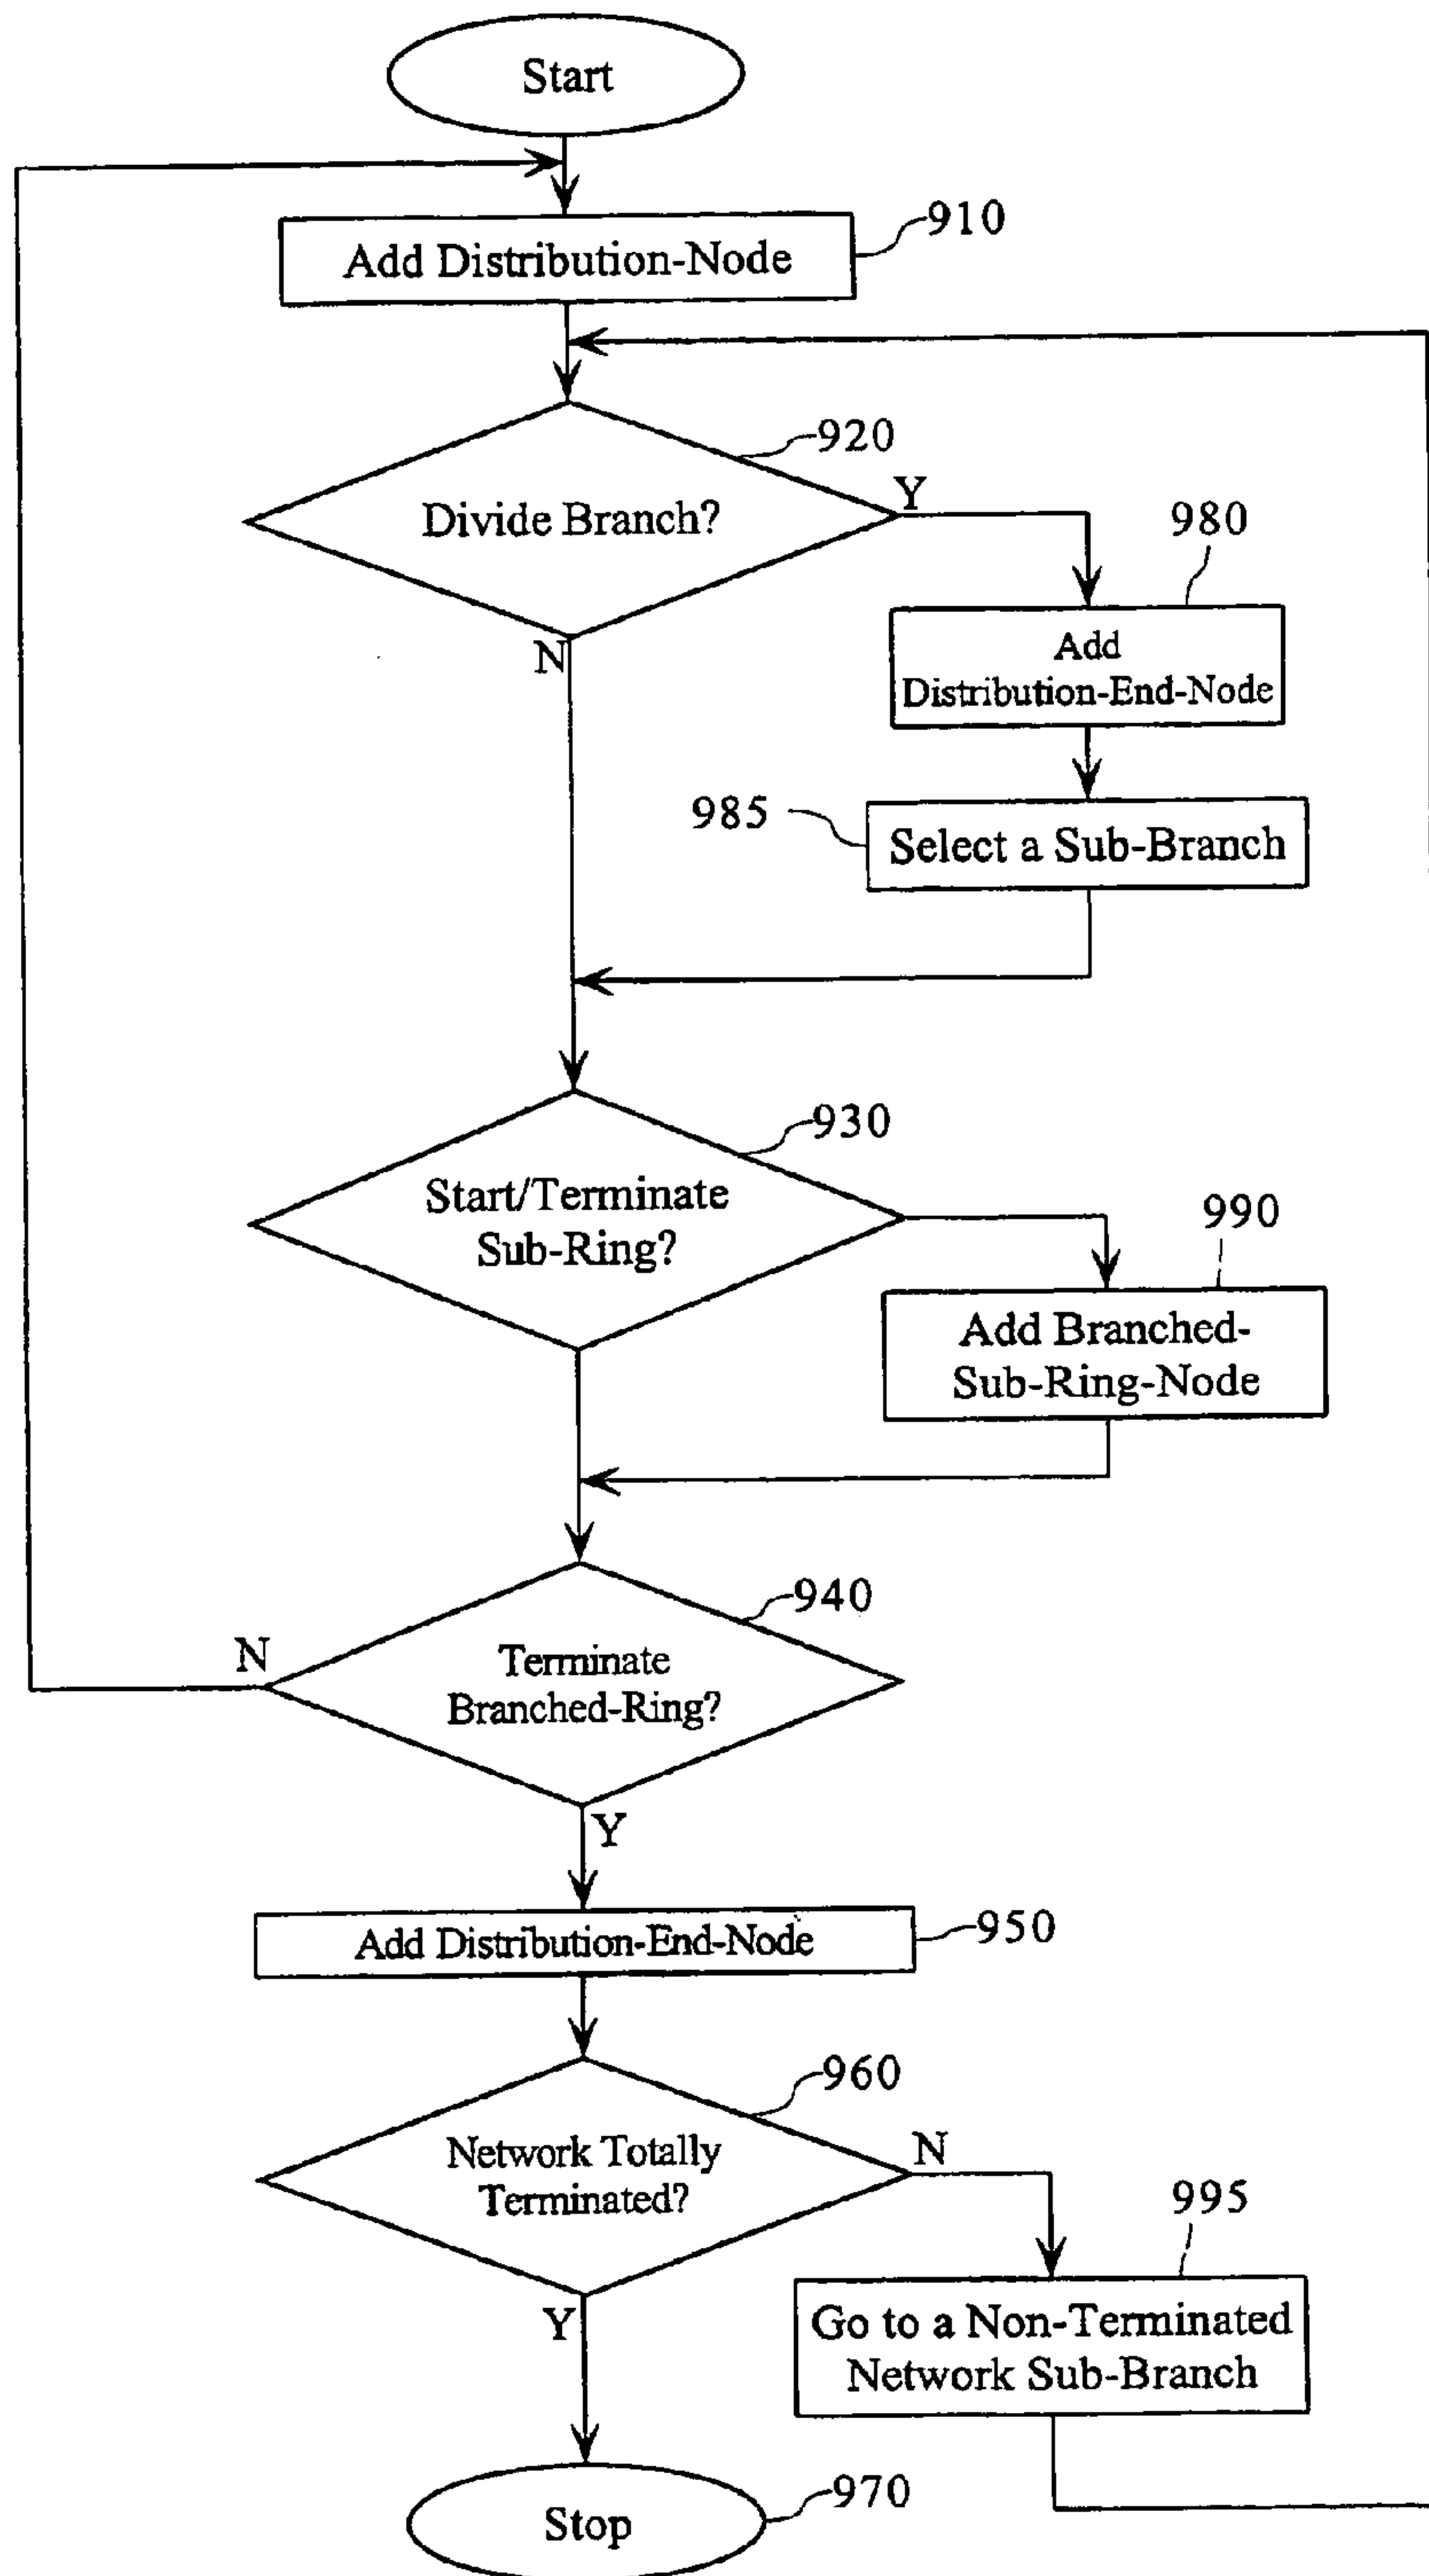 Start
Add Distribution-Node
910
920
Divide Branch?
Y
N
980
Add
Distribution-End-Node
985
Select a Sub-Branch
930
Start/Terminate
Sub-Ring?
990
Add Branched-
Sub-Ring-Node
940
N
Terminate
Branched-Ring?
Y
Add Distribution-End-Node
950
960
Network Totally
Terminated?
N
Y
995
Go to a Non-Terminated
Network Sub-Branch
Stop
970